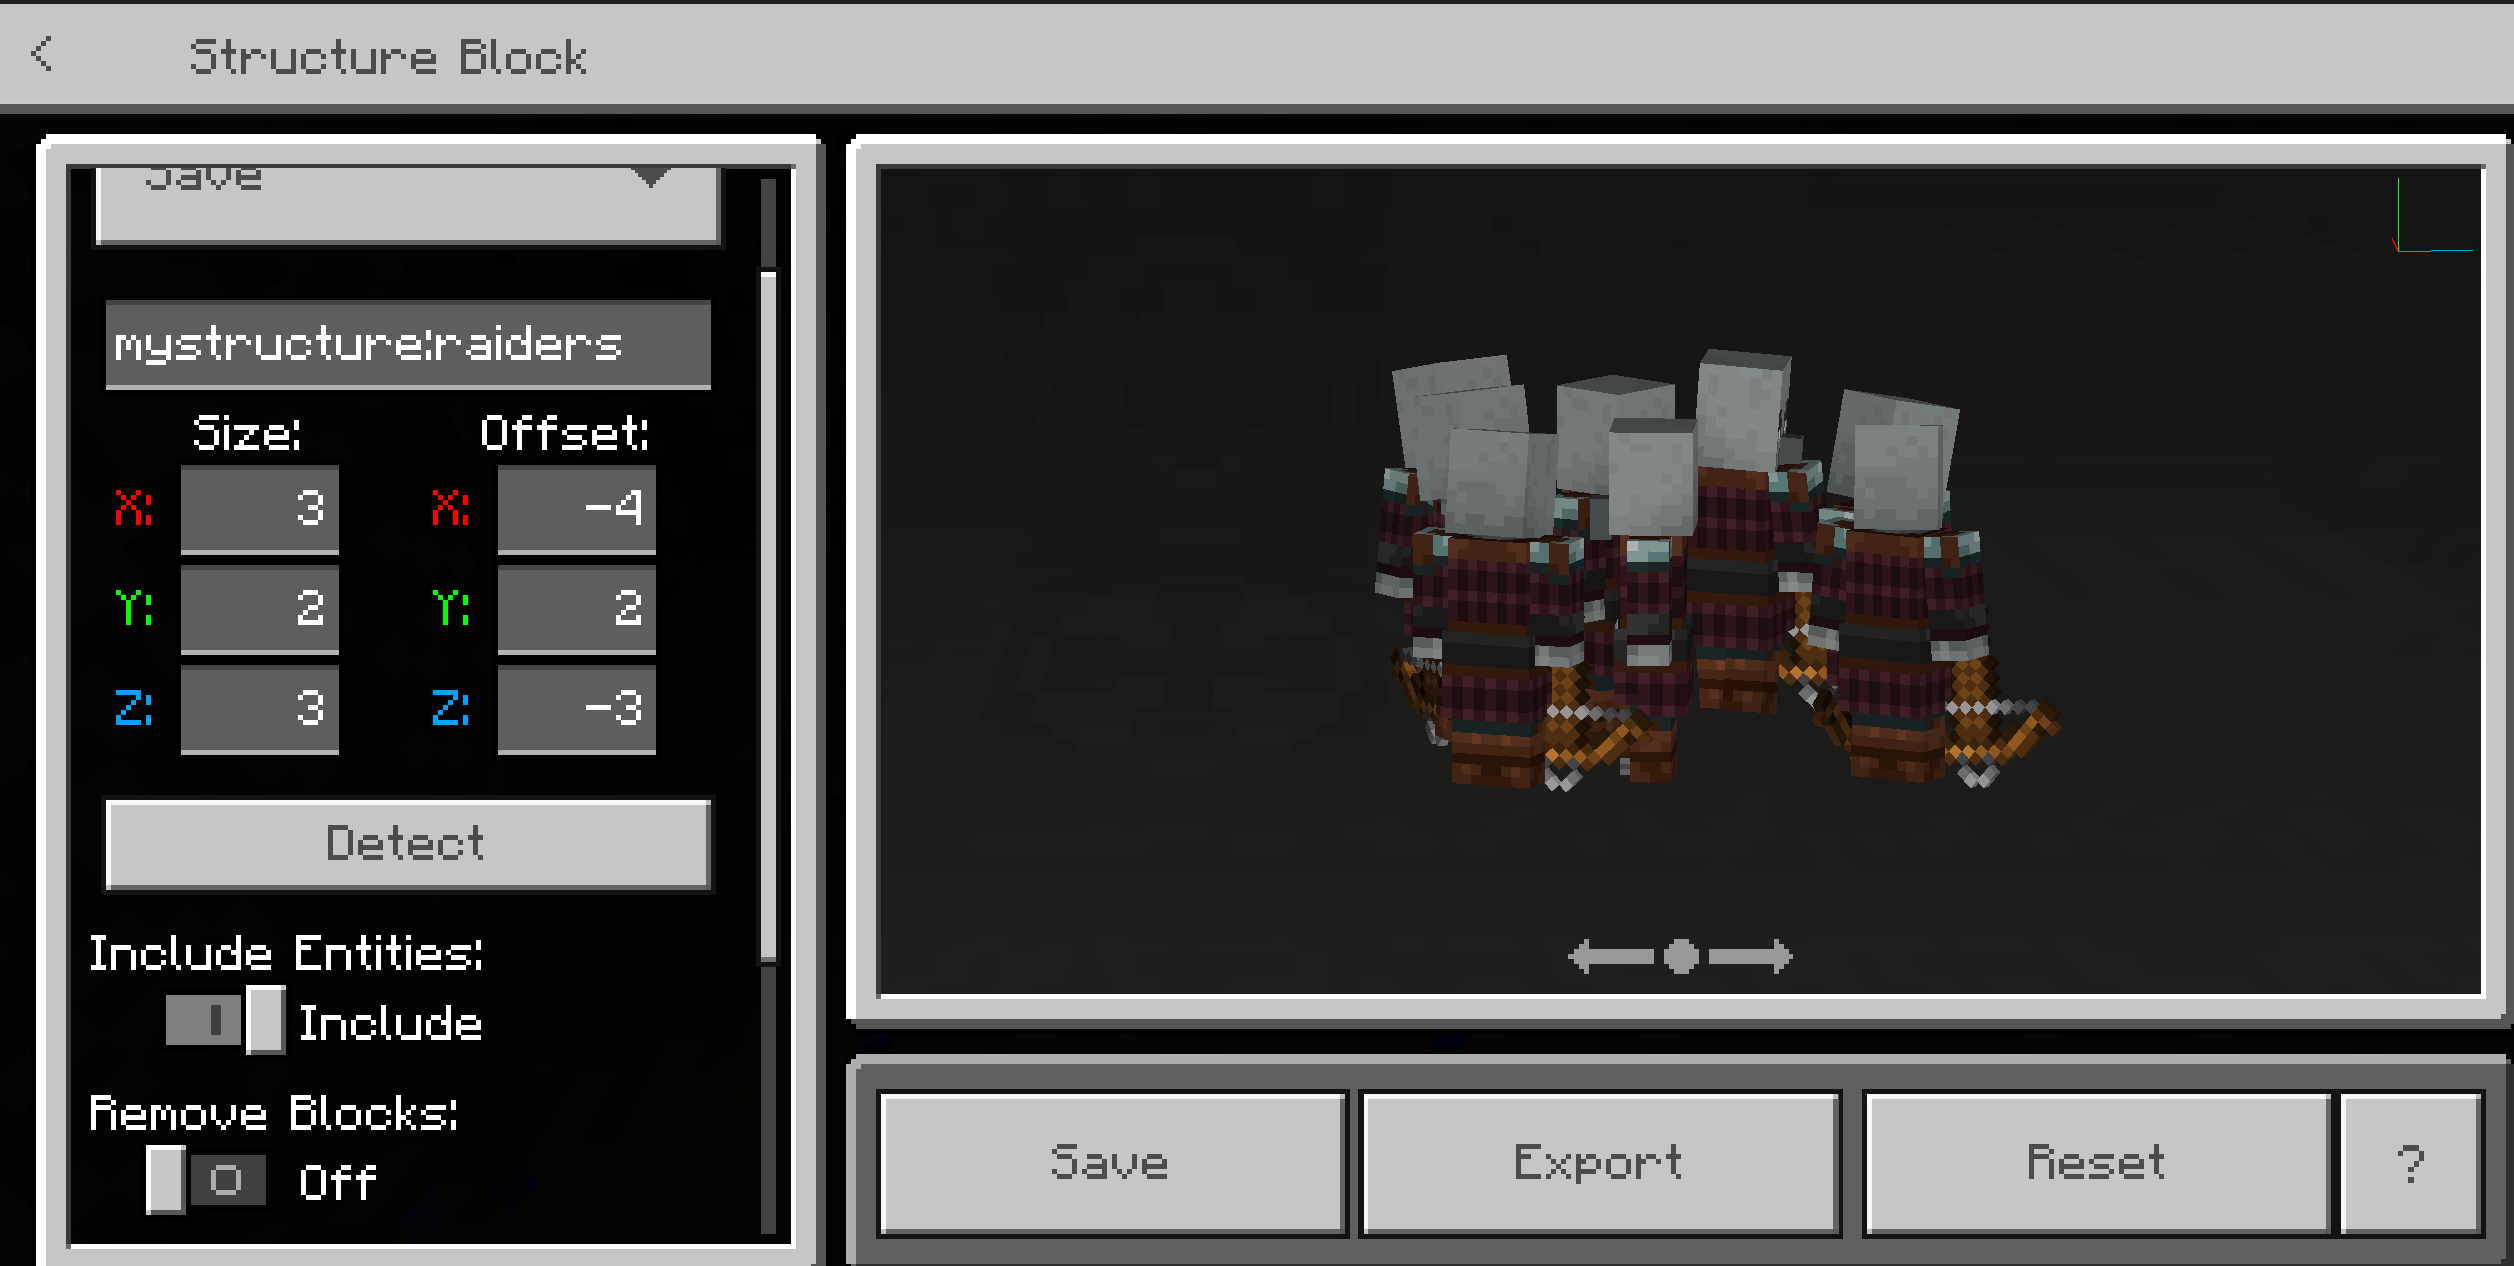 Structure Block
Save
mystructure:raiders
Size: Offset:
X: 3 X: -4
Y: 2 Y: 2
Z: 3 Z: -3
Detect
Include Entities:
Include
Remove Blocks:
Off
Save Export Reset ?